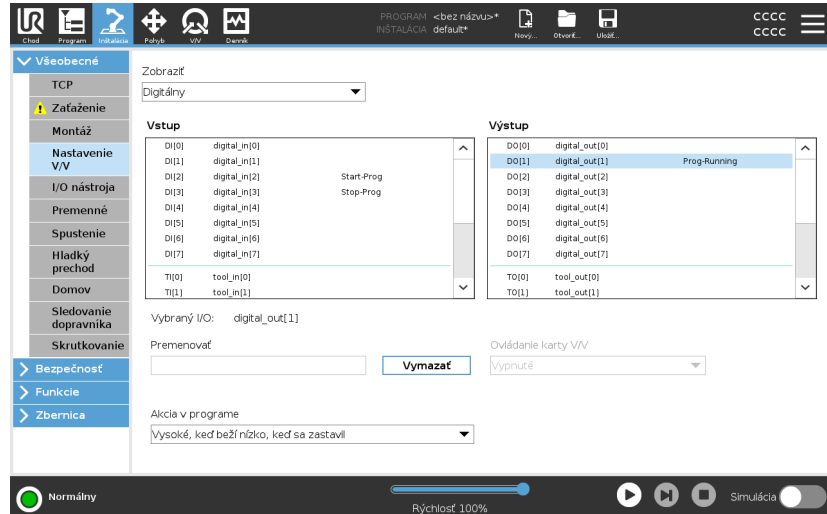 PROGRAM <bez názvu>*
INŠTALÁCIA default*
CCCC
CCCC
Chod Program Inštalácia Pohyb V/V Denník Nový... Otvoriť... Uložiť...
Všeobecné
TCP
Zaťaženie
Montáž
Nastavenie
V/V
I/O nástroja
Premenné
Spustenie
Hladký
prechod
Domov
Sledovanie
dopravníka
Skrutkovanie
Bezpečnosť
Funkcie
Zbernica
Zobraziť
Digitálny
Vstup
DI[0] digital_in[0]
DI[1] digital_in[1]
DI[2] digital_in[2] Start-Prog
DI[3] digital_in[3] Stop-Prog
DI[4] digital_in[4]
DI[5] digital_in[5]
DI[6] digital_in[6]
DI[7] digital_in[7]
TI[0] tool_in[0]
TI[1] tool_in[1]
Výstup
DO[0] digital_out[0]
DO[1] digital_out[1] Prog-Running
DO[2] digital_out[2]
DO[3] digital_out[3]
DO[4] digital_out[4]
DO[5] digital_out[5]
DO[6] digital_out[6]
DO[7] digital_out[7]
TO[0] tool_out[0]
TO[1] tool_out[1]
Vybraný I/O: digital_out[1]
Premenovať
Vymazať
Ovládanie karty V/V
Vypnuté
Akcia v programe
Vysoké, keď beží nízko, keď sa zastavil
Normálny
Rýchlosť 100%
Simulácia